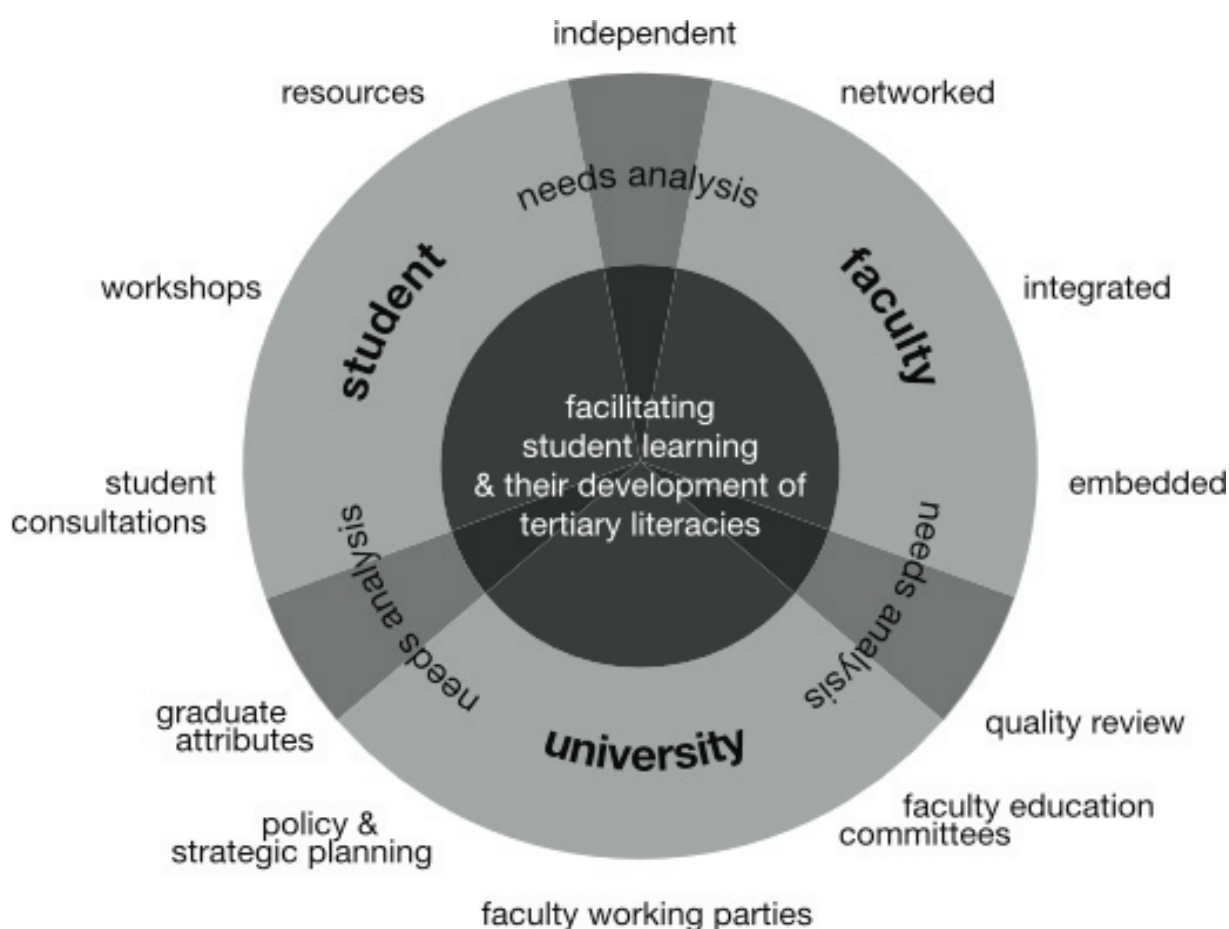 independent
resources
networked
needs analysis
student
faculty
workshops
integrated
facilitating
student learning
& their development of
tertiary literacies
student
consultations
embedded
needs analysis
needs analysis
graduate
attributes
university
quality review
policy &
strategic planning
faculty education
committees
faculty working parties